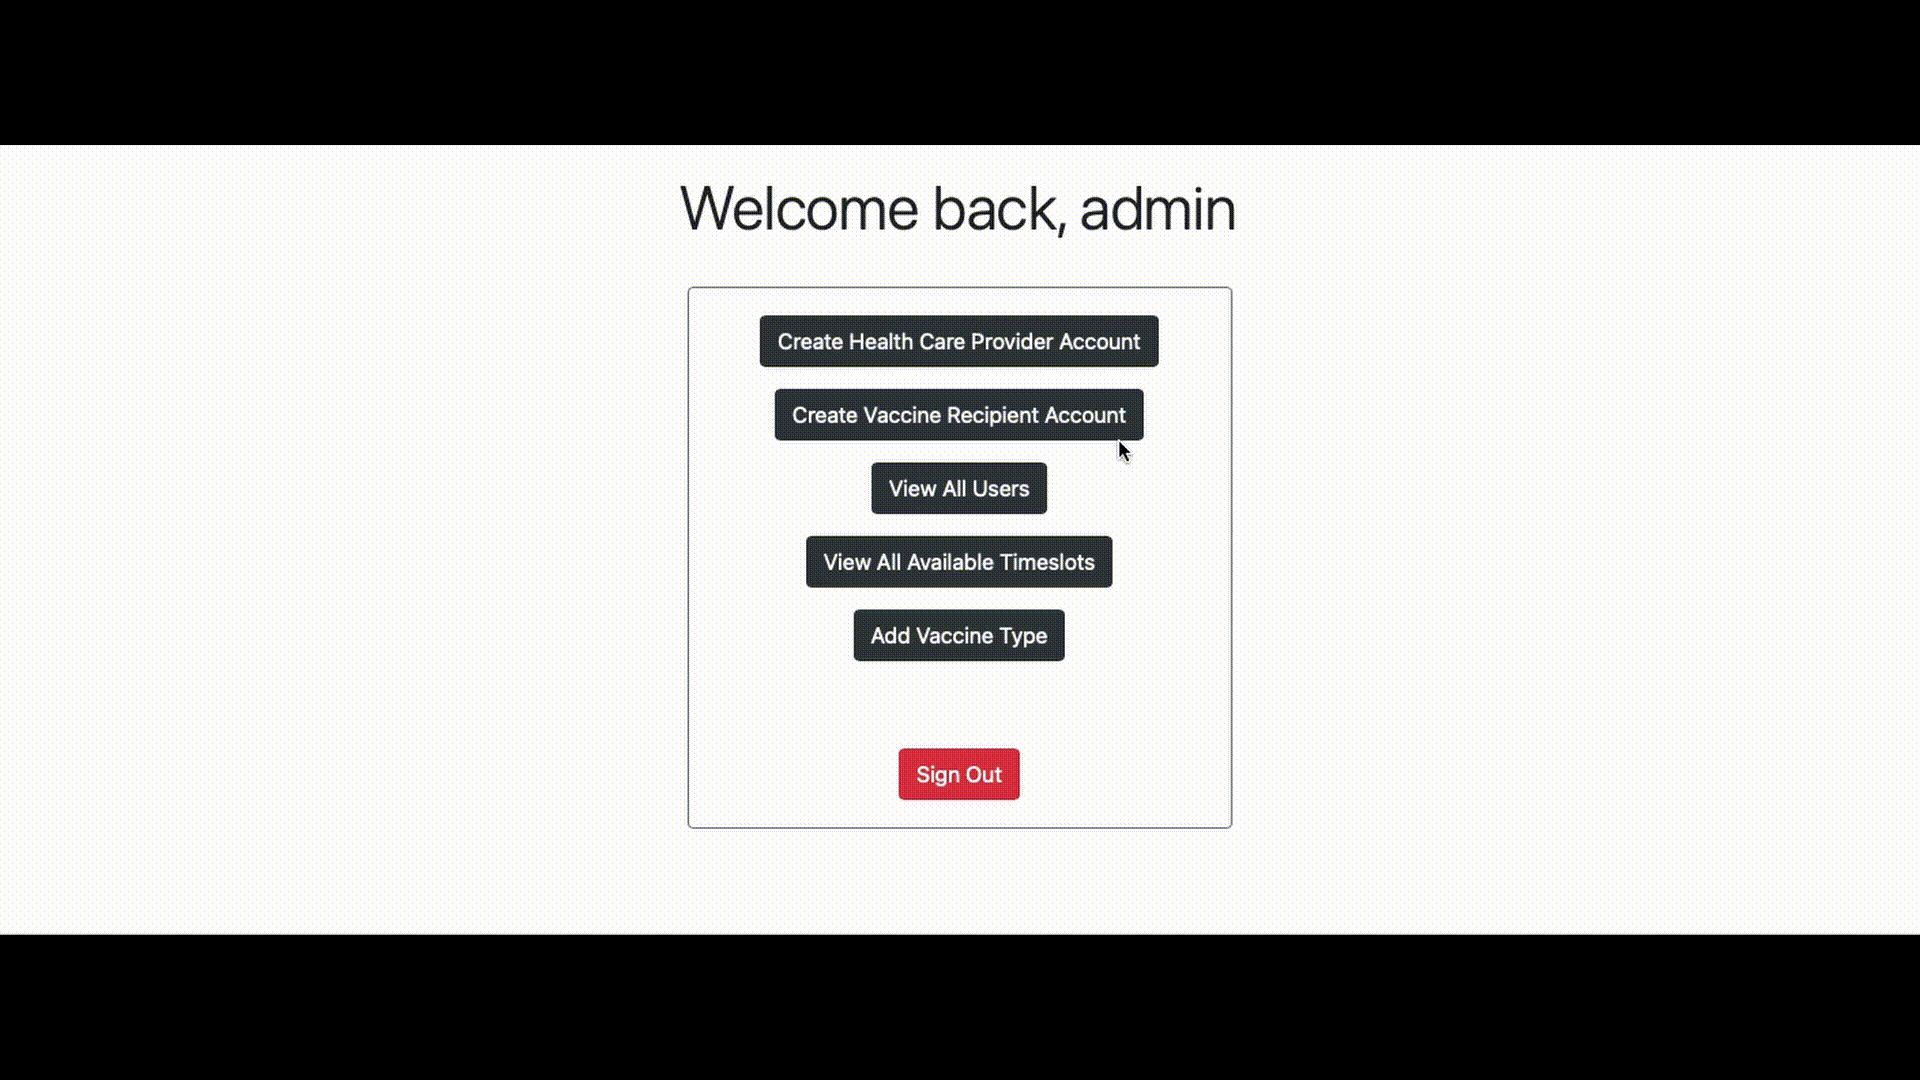 Welcome back, admin
Create Health Care Provider Account
Create Vaccine Recipient Account
View All Users
View All Available Timeslots
Add Vaccine Type
Sign Out